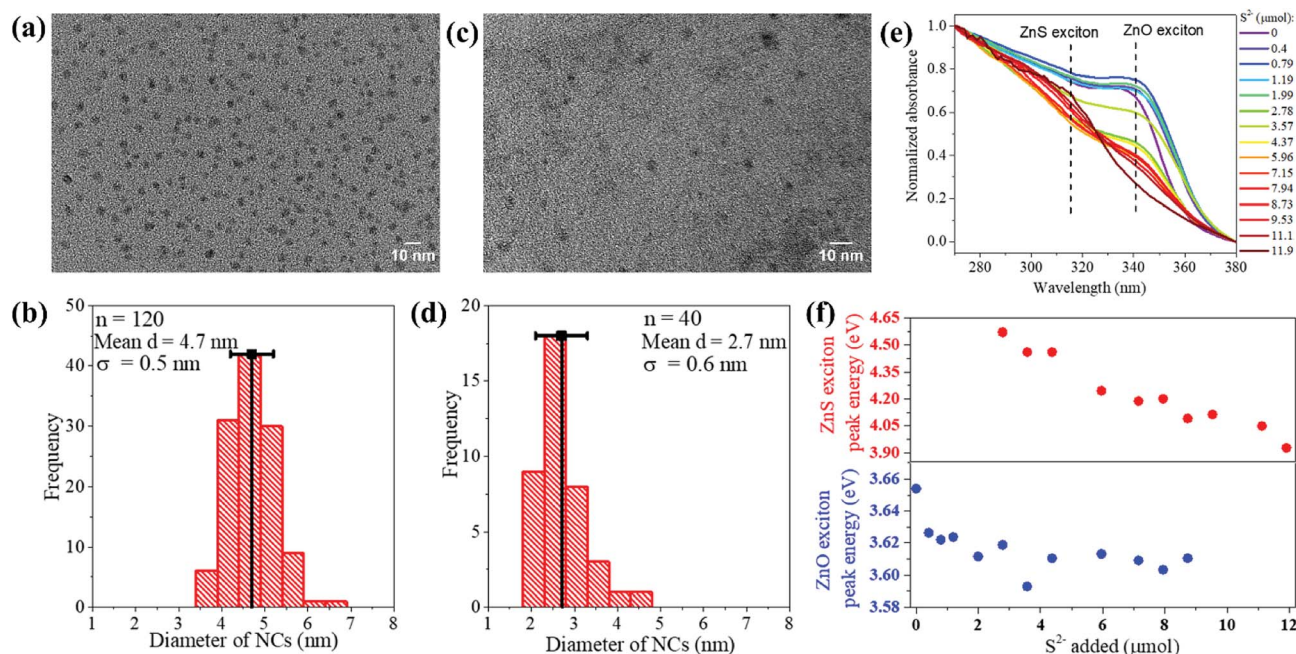 (a)
10 nm
(c)
10 nm
(e)
Normalized absorbance
1.0
0.8
0.6
0.4
0.2
0.0
ZnS exciton
ZnO exciton
280
300
320
340
360
380
Wavelength (nm)
S²⁻ (μmol):
0
0.4
0.79
1.19
1.99
2.78
3.57
4.37
5.96
7.15
7.94
8.73
9.53
11.1
11.9
(b)
Frequency
50
40
30
20
10
0
n = 120
Mean d = 4.7 nm
σ = 0.5 nm
1 2 3 4 5 6 7 8
Diameter of NCs (nm)
(d)
Frequency
20
15
10
5
0
n = 40
Mean d = 2.7 nm
σ = 0.6 nm
1 2 3 4 5 6 7 8
Diameter of NCs (nm)
(f)
ZnS exciton
peak energy (eV)
4.65
4.50
4.35
4.20
4.05
3.90
ZnO exciton
peak energy (eV)
3.66
3.64
3.62
3.60
3.58
0 2 4 6 8 10 12
S²⁻ added (μmol)